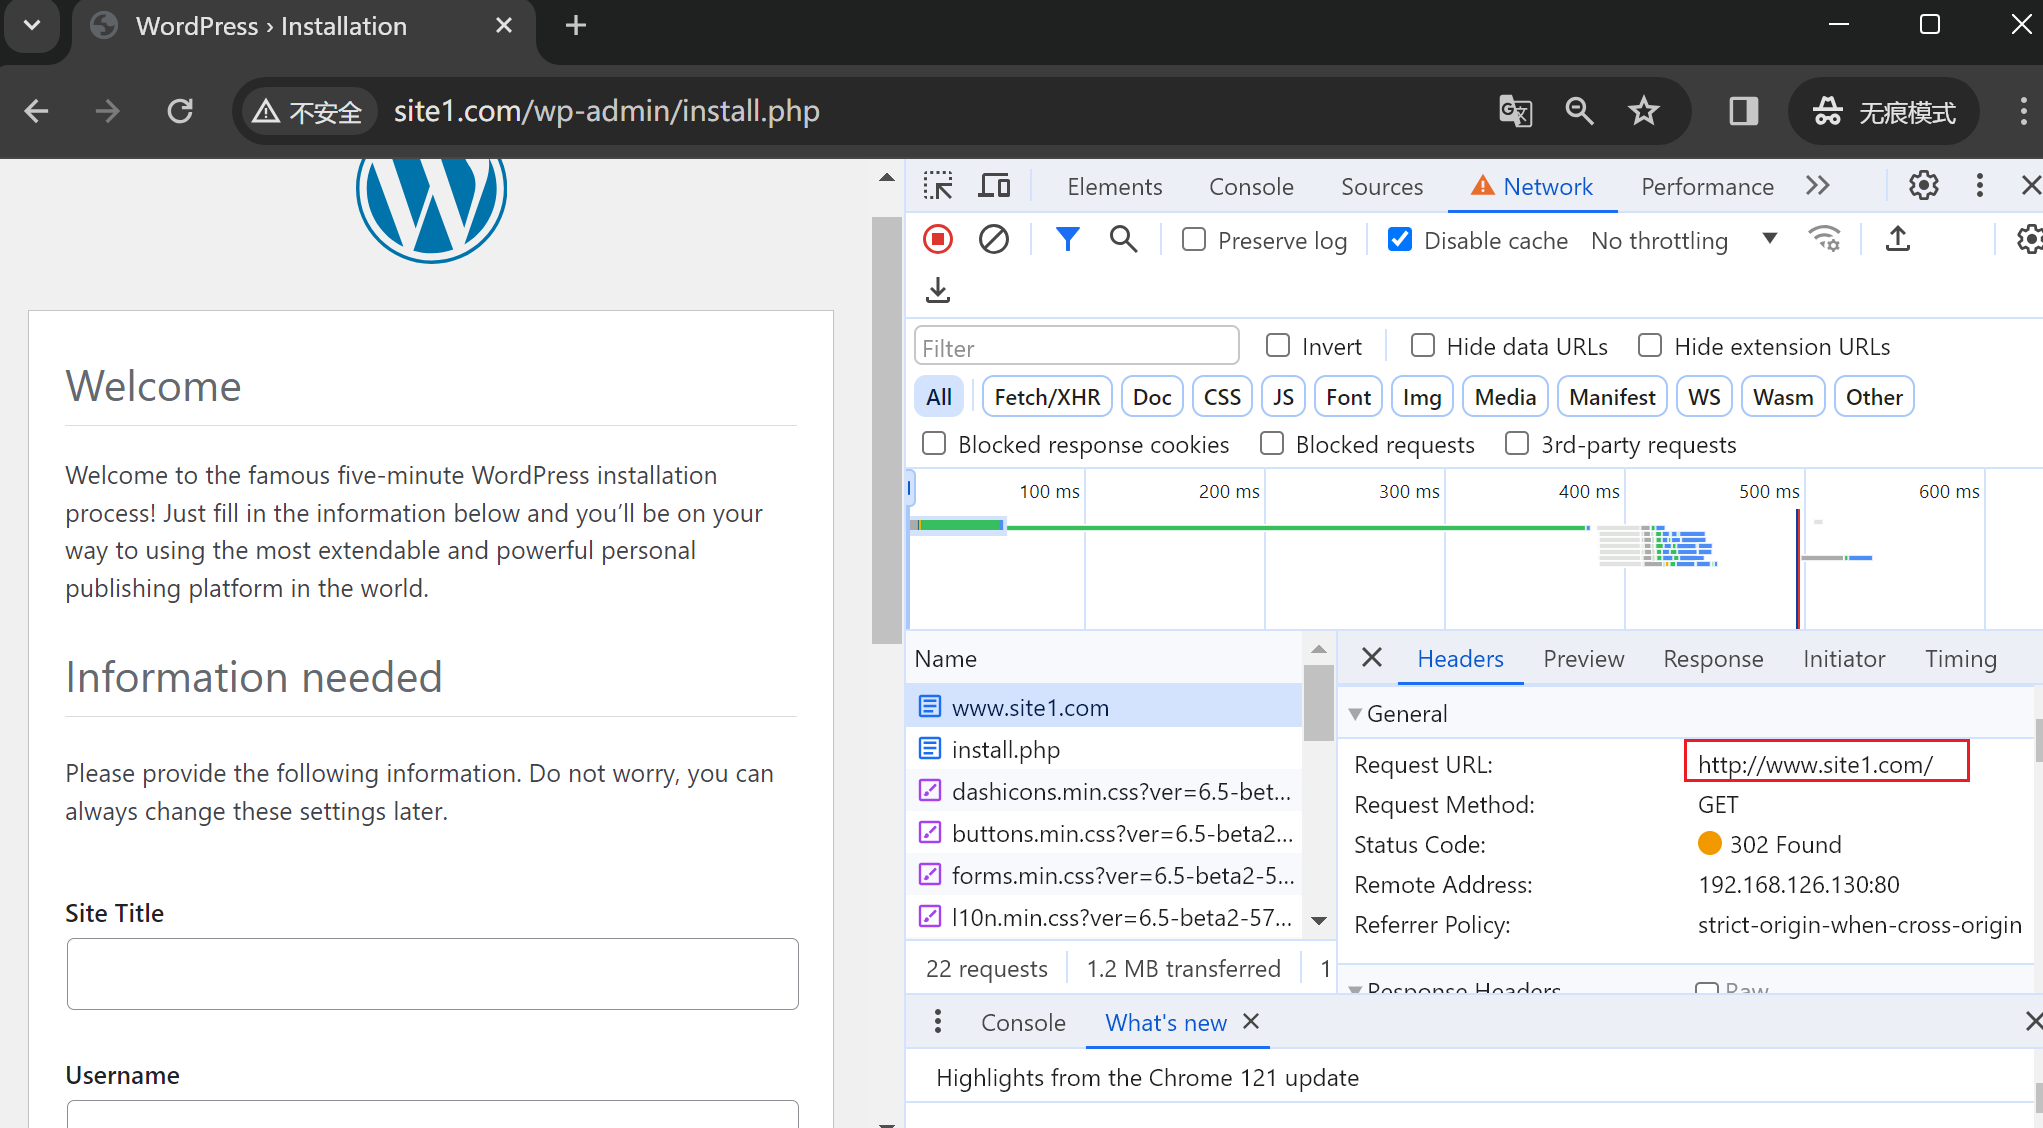 WordPress › Installation
不安全
site1.com/wp-admin/install.php
无痕模式
Welcome
Welcome to the famous five-minute WordPress installation
process! Just fill in the information below and you’ll be on your
way to using the most extendable and powerful personal
publishing platform in the world.
Information needed
Please provide the following information. Do not worry, you can
always change these settings later.
Site Title
Username
Elements Console Sources Network Performance
Preserve log Disable cache No throttling
Filter Invert Hide data URLs Hide extension URLs
All Fetch/XHR Doc CSS JS Font Img Media Manifest WS Wasm Other
Blocked response cookies Blocked requests 3rd-party requests
100 ms 200 ms 300 ms 400 ms 500 ms 600 ms
Name
www.site1.com
install.php
dashicons.min.css?ver=6.5-bet...
buttons.min.css?ver=6.5-beta2...
forms.min.css?ver=6.5-beta2-5...
l10n.min.css?ver=6.5-beta2-57...
22 requests 1.2 MB transferred 1
Headers Preview Response Initiator Timing
General
Request URL: http://www.site1.com/
Request Method: GET
Status Code: 302 Found
Remote Address: 192.168.126.130:80
Referrer Policy: strict-origin-when-cross-origin
Response Headers Raw
Console What's new
Highlights from the Chrome 121 update